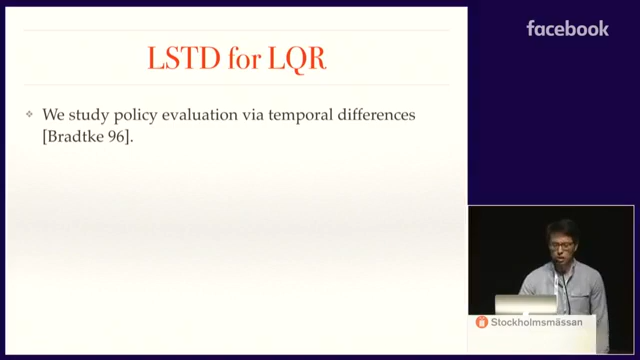 facebook
LSTD for LQR
❖ We study policy evaluation via temporal differences
[Bradtke 96].
Stockholmsmässan